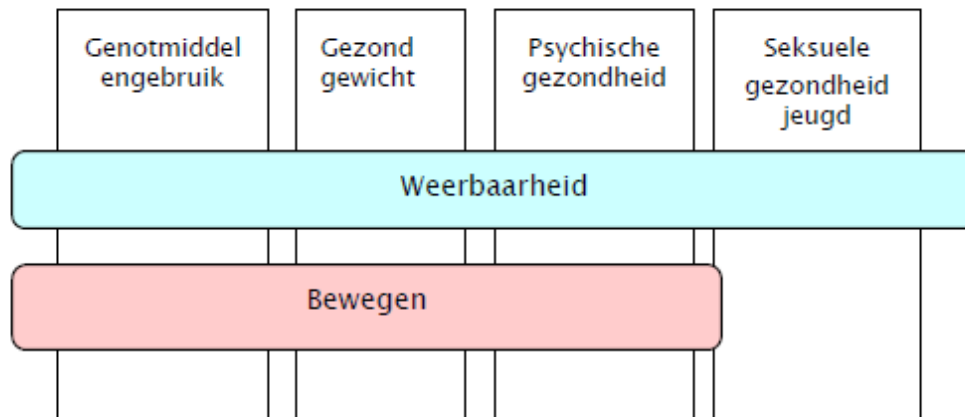 Genotmiddel
engebruik
Gezond
gewicht
Psychische
gezondheid
Seksuele
gezondheid
jeugd
Weerbaarheid
Bewegen